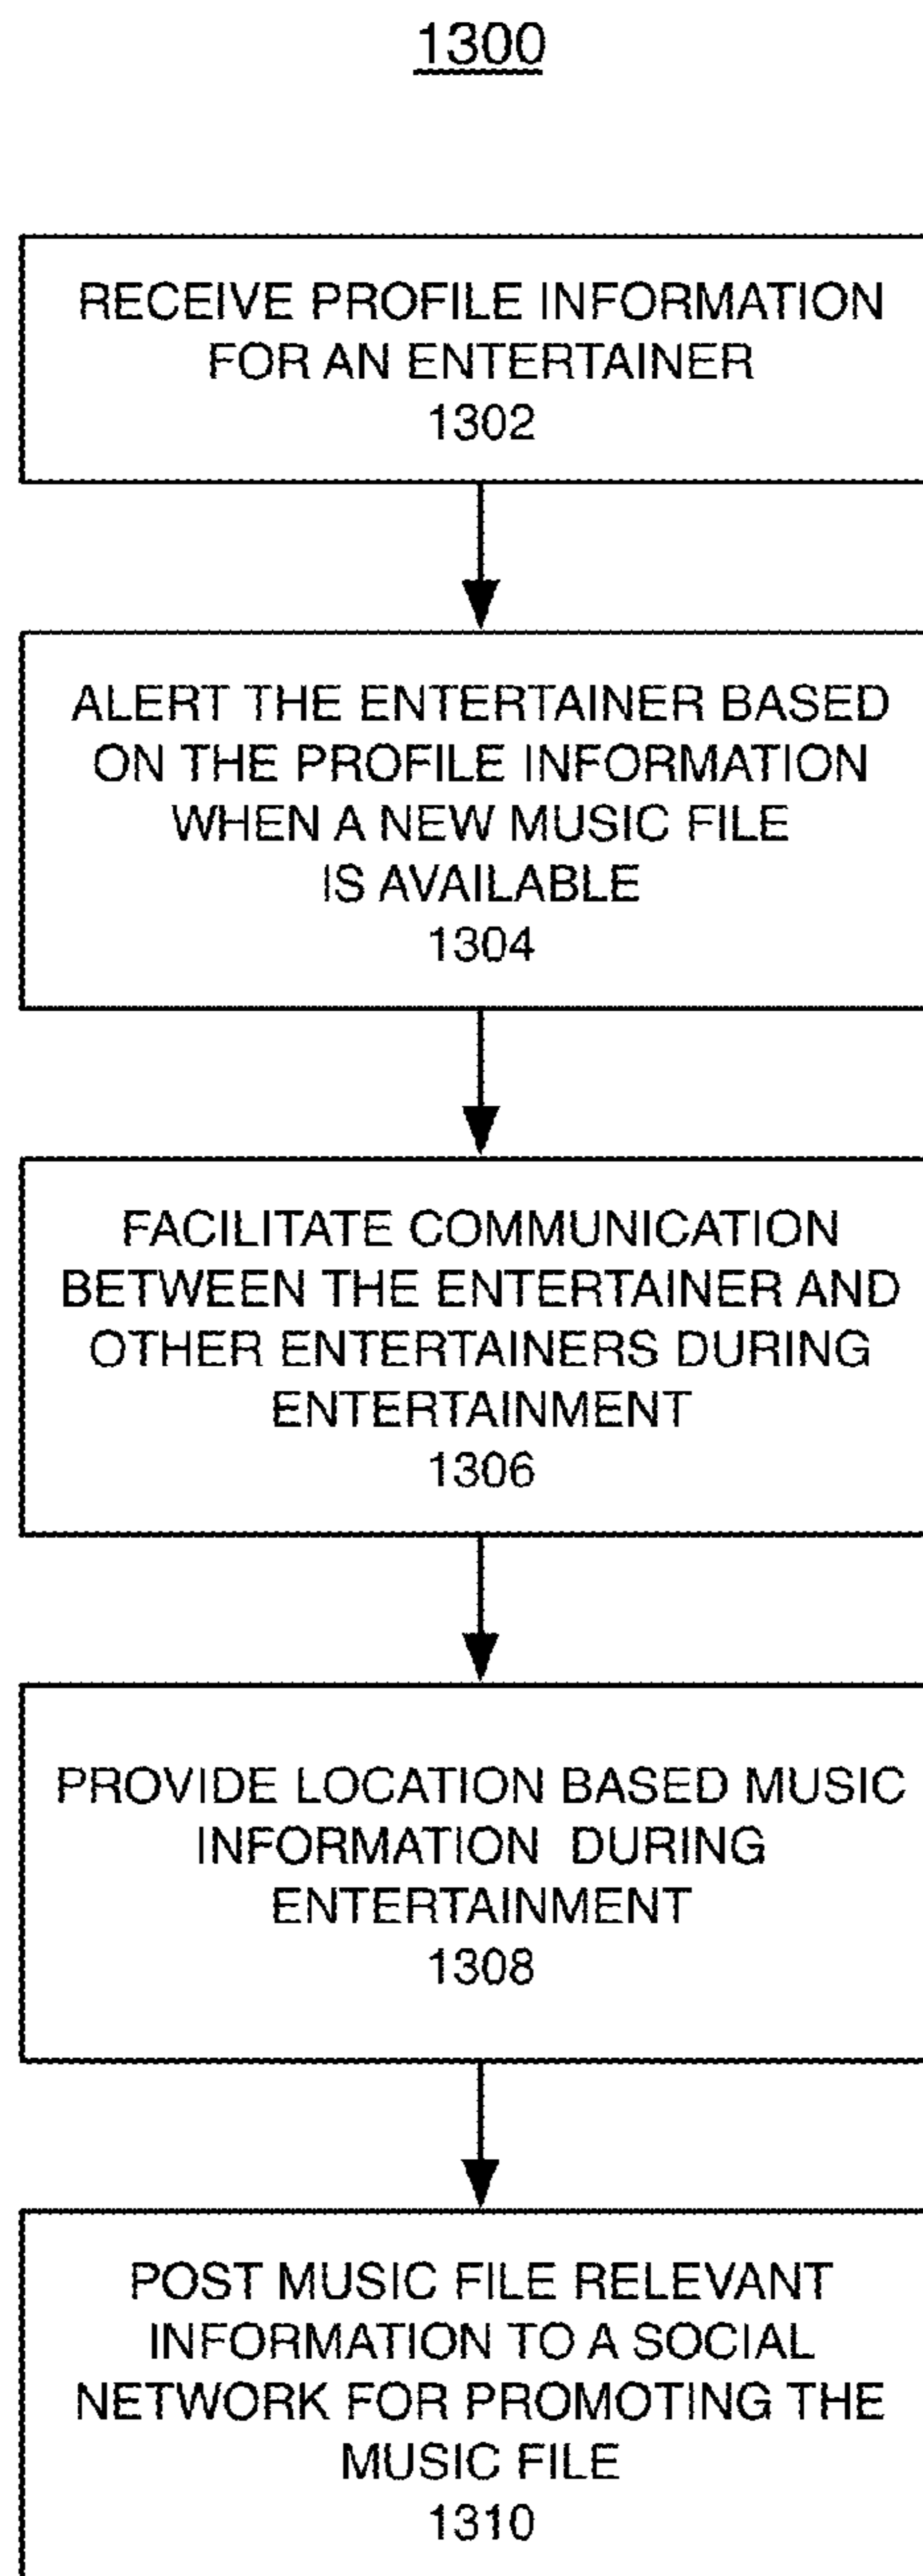 1300
RECEIVE PROFILE INFORMATION
FOR AN ENTERTAINER
1302
ALERT THE ENTERTAINER BASED
ON THE PROFILE INFORMATION
WHEN A NEW MUSIC FILE
IS AVAILABLE
1304
FACILITATE COMMUNICATION
BETWEEN THE ENTERTAINER AND
OTHER ENTERTAINERS DURING
ENTERTAINMENT
1306
PROVIDE LOCATION BASED MUSIC
INFORMATION DURING
ENTERTAINMENT
1308
POST MUSIC FILE RELEVANT
INFORMATION TO A SOCIAL
NETWORK FOR PROMOTING THE
MUSIC FILE
1310